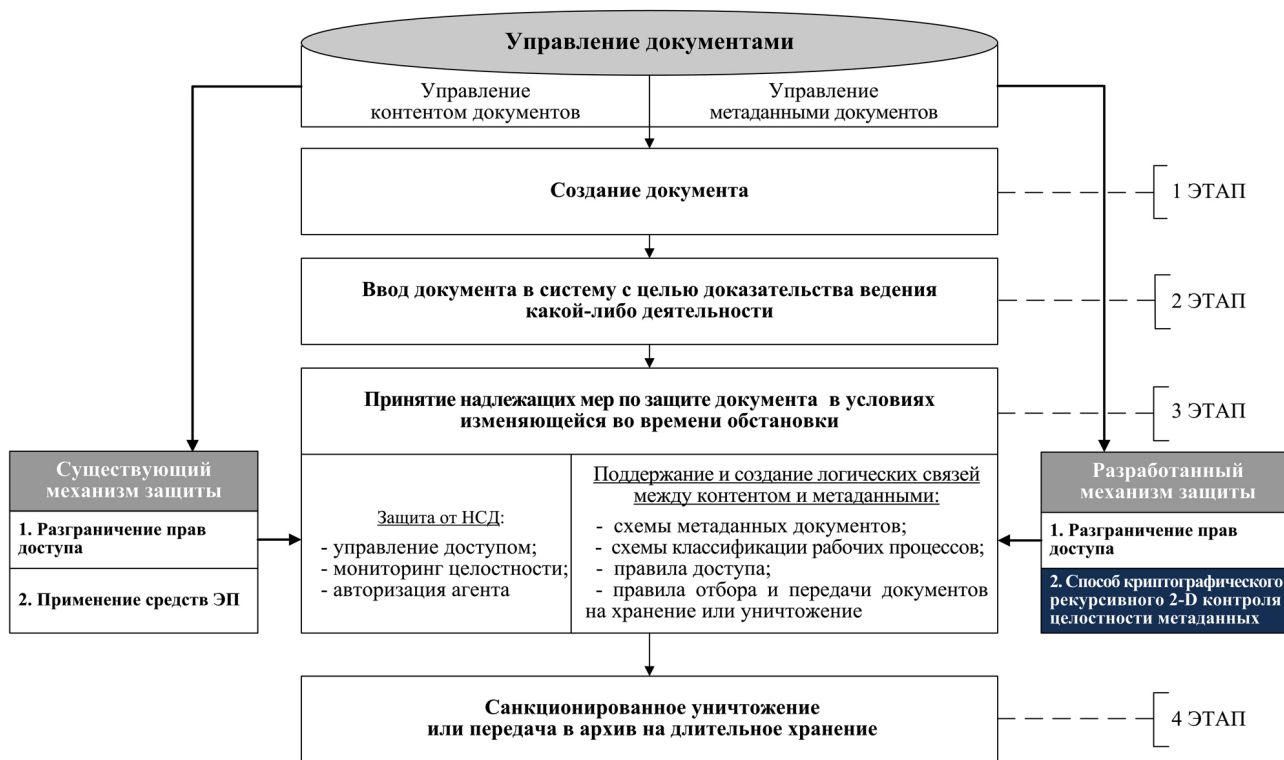 Управление документами
Управление
контентом документов
Управление
метаданными документов
Создание документа
1 ЭТАП
Ввод документа в систему с целью доказательства ведения
какой-либо деятельности
2 ЭТАП
Принятие надлежащих мер по защите документа в условиях
изменяющейся во времени обстановки
3 ЭТАП
Существующий
механизм защиты
1. Разграничение прав
доступа
2. Применение средств ЭП
Защита от НСД:
- управление доступом;
- мониторинг целостности;
- авторизация агента
Поддержание и создание логических связей
между контентом и метаданными:
- схемы метаданных документов;
- схемы классификации рабочих процессов;
- правила доступа;
- правила отбора и передачи документов
на хранение или уничтожение
Разработанный
механизм защиты
1. Разграничение прав
доступа
2. Способ криптографического
рекурсивного 2-D контроля
целостности метаданных
Санкционированное уничтожение
или передача в архив на длительное хранение
4 ЭТАП